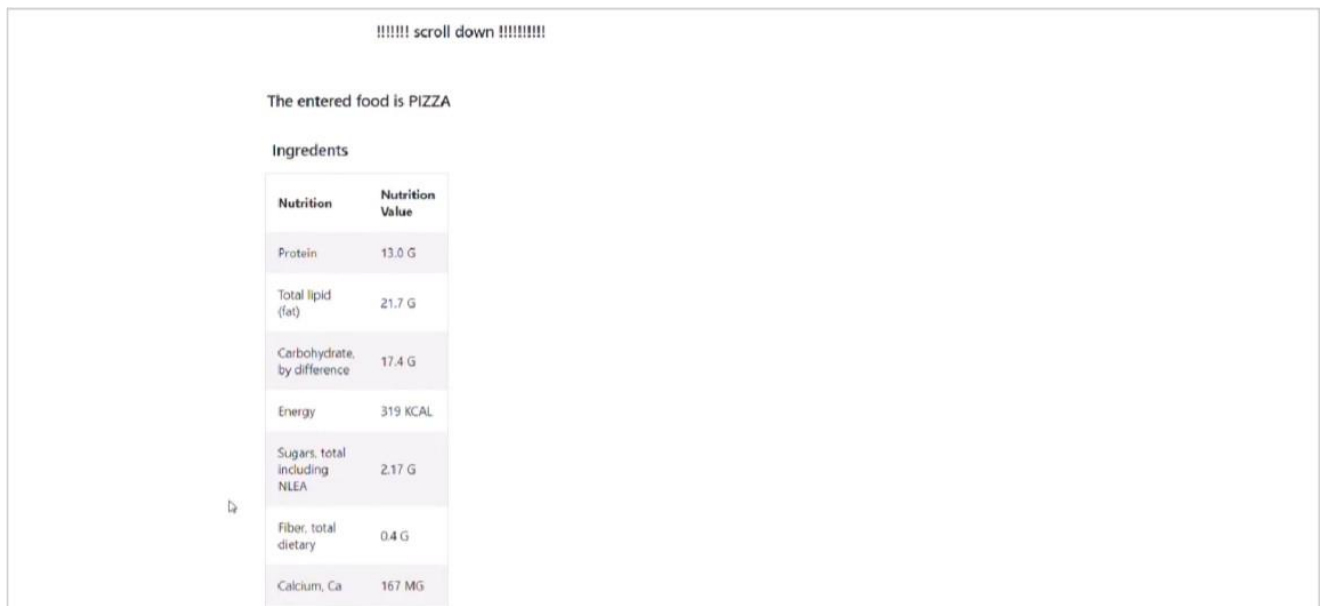 !!!!!!! scroll down !!!!!!!!!!
The entered food is PIZZA
Ingredents
Nutrition
Nutrition
Value
Protein
13.0 G
Total lipid
(fat)
21.7 G
Carbohydrate,
by difference
17.4 G
Energy
319 KCAL
Sugars, total
including
NLEA
2.17 G
Fiber, total
dietary
0.4 G
Calcium, Ca
167 MG